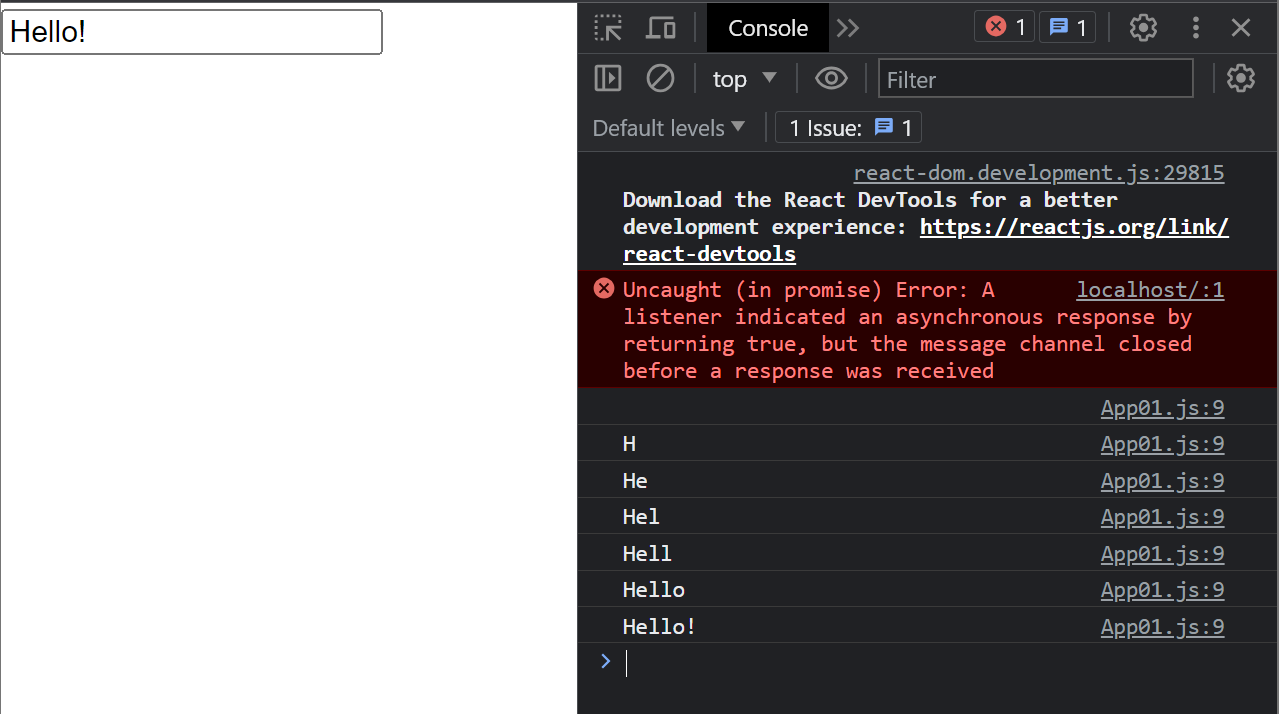 Hello!
Console
1
1
top
Filter
Default levels
1 Issue:
1
react-dom.development.js:29815
Download the React DevTools for a better
development experience: https://reactjs.org/link/
react-devtools
Uncaught (in promise) Error: A localhost/:1
listener indicated an asynchronous response by
returning true, but the message channel closed
before a response was received
App01.js:9
H App01.js:9
He App01.js:9
Hel App01.js:9
Hell App01.js:9
Hello App01.js:9
Hello! App01.js:9